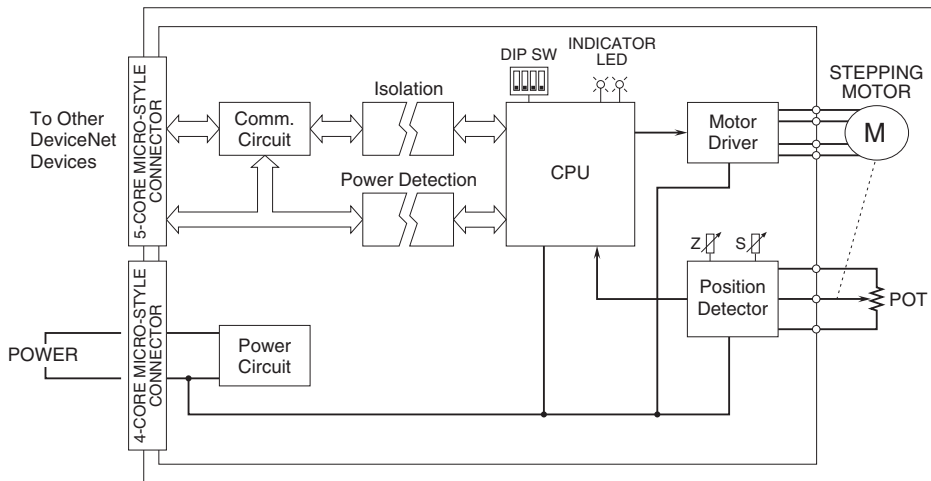 To Other
DeviceNet
Devices
5-CORE MICRO-STYLE
CONNECTOR
Comm.
Circuit
Isolation
Power Detection
DIP SW
INDICATOR
LED
CPU
Motor
Driver
STEPPING
MOTOR
M
Z
S
Position
Detector
POT
POWER
4-CORE MICRO-STYLE
CONNECTOR
Power
Circuit